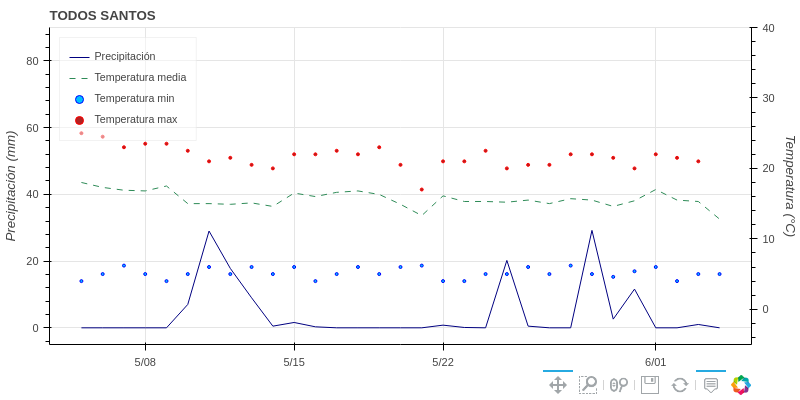 TODOS SANTOS
Precipitación
Temperatura media
Temperatura min
Temperatura max
Precipitación (mm)
80
60
40
20
0
40
30
20
10
0
Temperatura (°C)
5/08
5/15
5/22
6/01